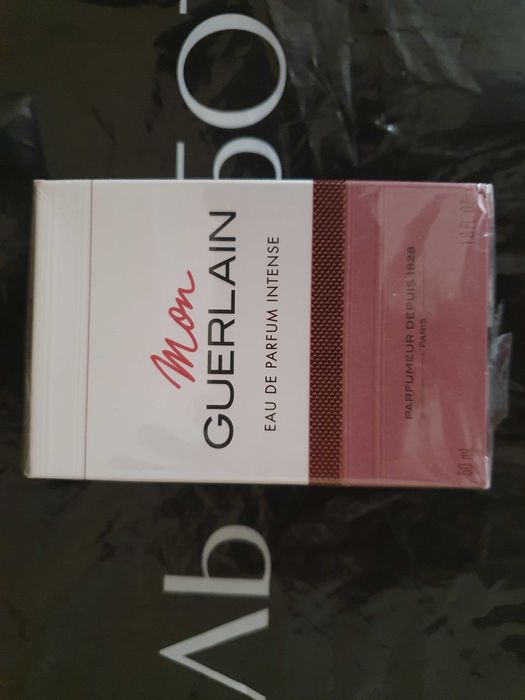 Mon
GUERLAIN
EAU DE PARFUM INTENSE
PARFUMEUR DEPUIS 1828
PARIS
50 ml